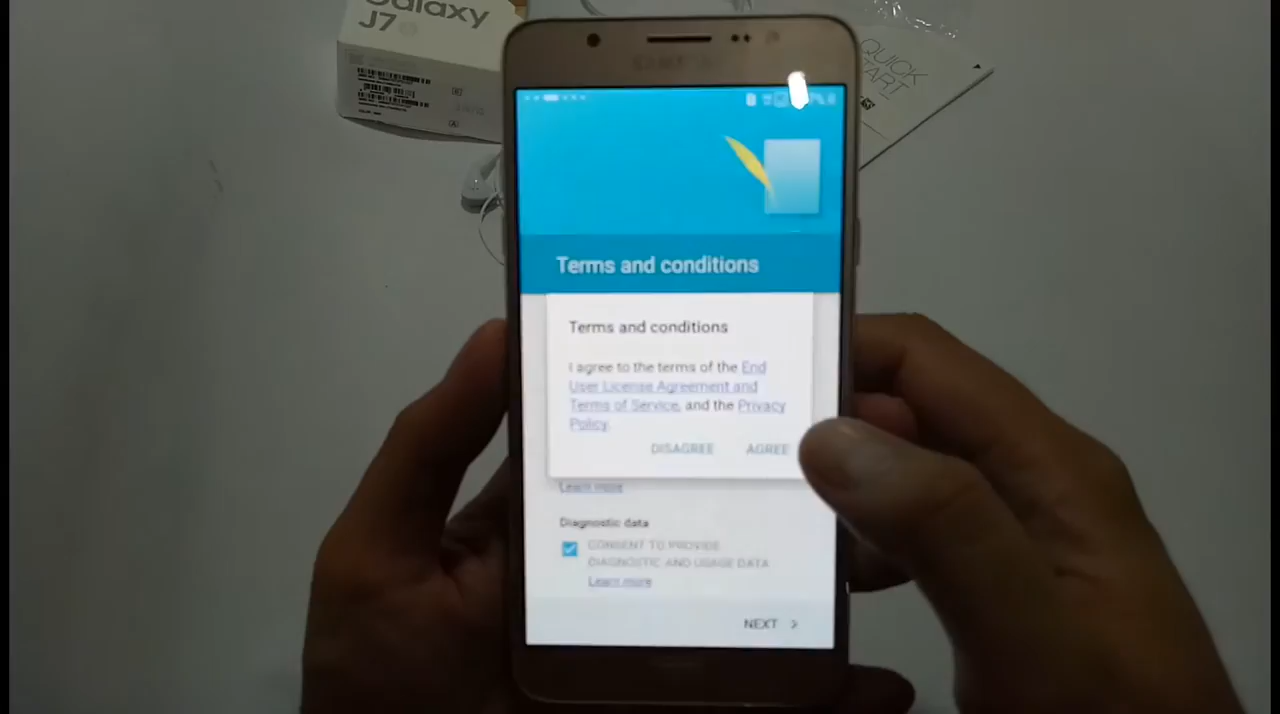 Galaxy
J7
QUICK
START
SAMSUNG
Terms and conditions
Terms and conditions
I agree to the terms of the End
User License Agreement and
Terms of Service, and the Privacy
Policy.
DISAGREE AGREE
Learn more
Diagnostic data
CONSENT TO PROVIDE
DIAGNOSTIC AND USAGE DATA
Learn more
NEXT >